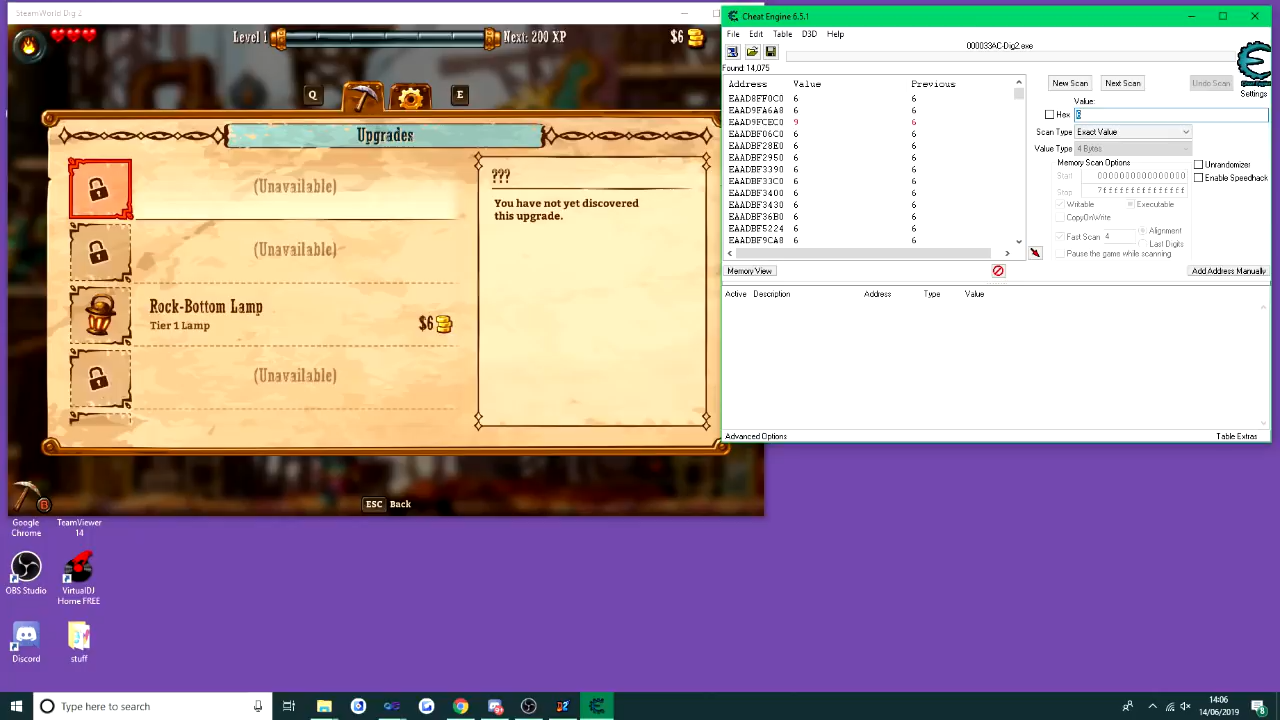 SteamWorld Dig 2
Level 1
Next: 200 XP
$6
Q
E
Upgrades
(Unavailable)
(Unavailable)
Rock-Bottom Lamp
Tier 1 Lamp
$6
(Unavailable)
???
You have not yet discovered
this upgrade.
B
ESC Back
Cheat Engine 6.5.1
File Edit Table D3D Help
000033AC-Dig2.exe
Found: 14,075
Address Value Previous
EAAD8FF0C0 6 6
EAAD9FA6A8 6 6
EAAD9FCEC0 9 6
EAADBF06C0 6 6
EAADBF28E0 6 6
EAADBF2950 6 6
EAADBF3390 6 6
EAADBF33C0 6 6
EAADBF3400 6 6
EAADBF3430 6 6
EAADBF36B0 6 6
EAADBF5224 6 6
EAADBF9CA8 6 6
New Scan Next Scan Undo Scan
Settings
Value:
Hex 6
Scan Type Exact Value
Value Type 4 Bytes
Memory Scan Options
Start
Stop
Writable Executable
CopyOnWrite
Fast Scan 4 Alignment
Last Digits
Pause the game while scanning
Unrandomizer
Enable Speedhack
Memory View
Add Address Manually
Active Description Address Type Value
Advanced Options
Table Extras
Google
Chrome
TeamViewer
14
OBS Studio
VirtualDJ
Home FREE
Discord
stuff
Type here to search
14:06
14/06/2019